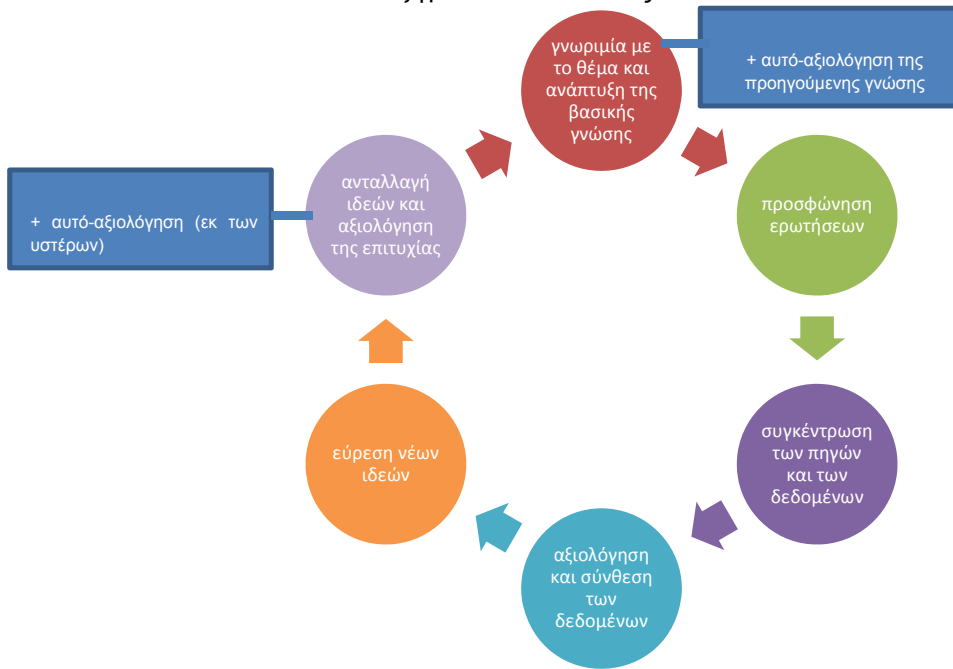 γνωριμία με
το θέμα και
ανάπτυξη της
βασικής
γνώσης
+ αυτό-αξιολόγηση της
προηγούμενης γνώσης
προσφώνηση
ερωτήσεων
συγκέντρωση
των πηγών
και των
δεδομένων
αξιολόγηση
και σύνθεση
των
δεδομένων
εύρεση νέων
ιδεών
ανταλλαγή
ιδεών και
αξιολόγηση
της επιτυχίας
+ αυτό-αξιολόγηση (εκ των
υστέρων)